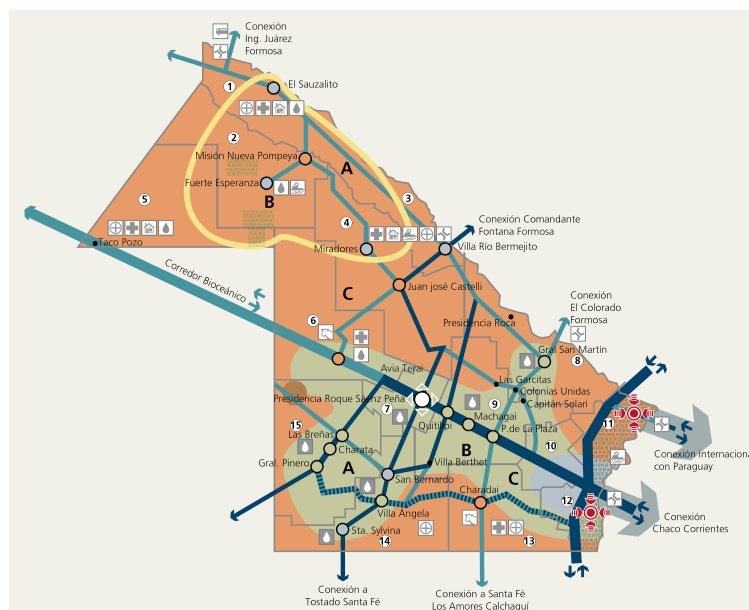 Conexión
Ing. Juárez
Formosa
1
El Sauzalito
2
Misión Nueva Pompeya
A
Fuerte Esperanza
B
5
3
4
Conexión Comandante
Fontana Formosa
Taco Pozo
Miradores
Villa Río Bermejito
Corredor Bioceánico
C
Juan josé Castelli
Conexión
El Colorado
Formosa
6
Presidencia Roca
Gral San Martín
8
Avia Terai
Las Garcitas
Colonias Unidas
Capitán Solari
Presidencia Roque Sáenz Peña
7
9
Machagai
Quitilipi
P.de La Plaza
11
15
Las Breñas
Charata
10
Conexión Internacional
con Paraguay
Gral. Pinero
A
B
Villa Berthet
San Bernardo
C
Charadai
12
Villa Angela
Conexión
Chaco Corrientes
Sta. Sylvina
14
13
Conexión a
Tostado Santa Fé
Conexión a Santa Fé
Los Amores Calchaquí